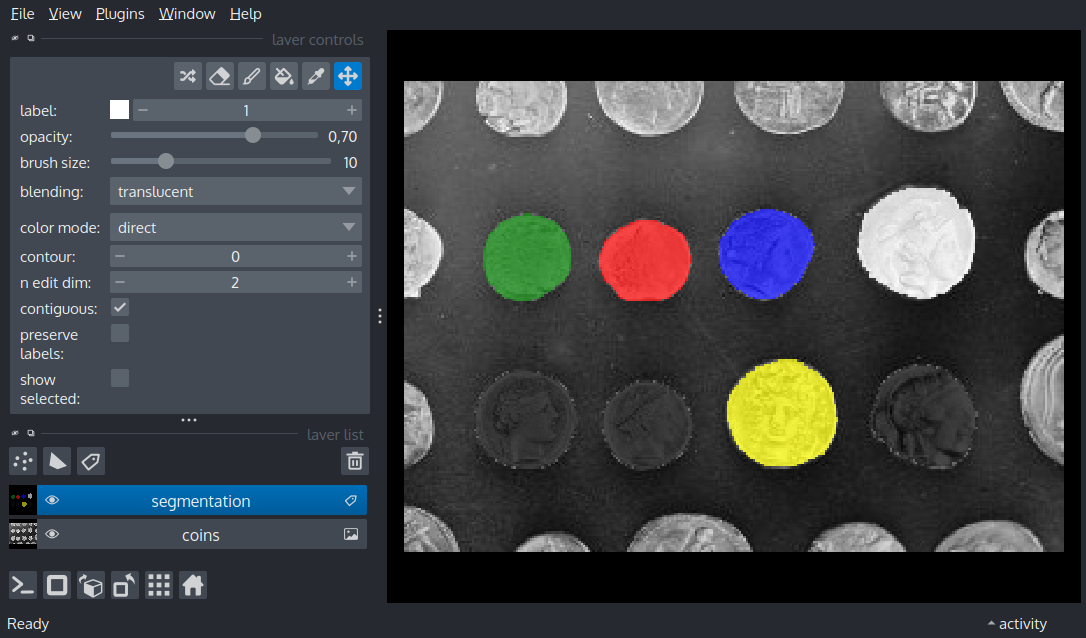 File View Plugins Window Help
layer controls
label: 1
opacity: 0,70
brush size: 10
blending: translucent
color mode: direct
contour: 0
n edit dim: 2
contiguous:
preserve
labels:
show
selected:
layer list
segmentation
coins
Ready
activity